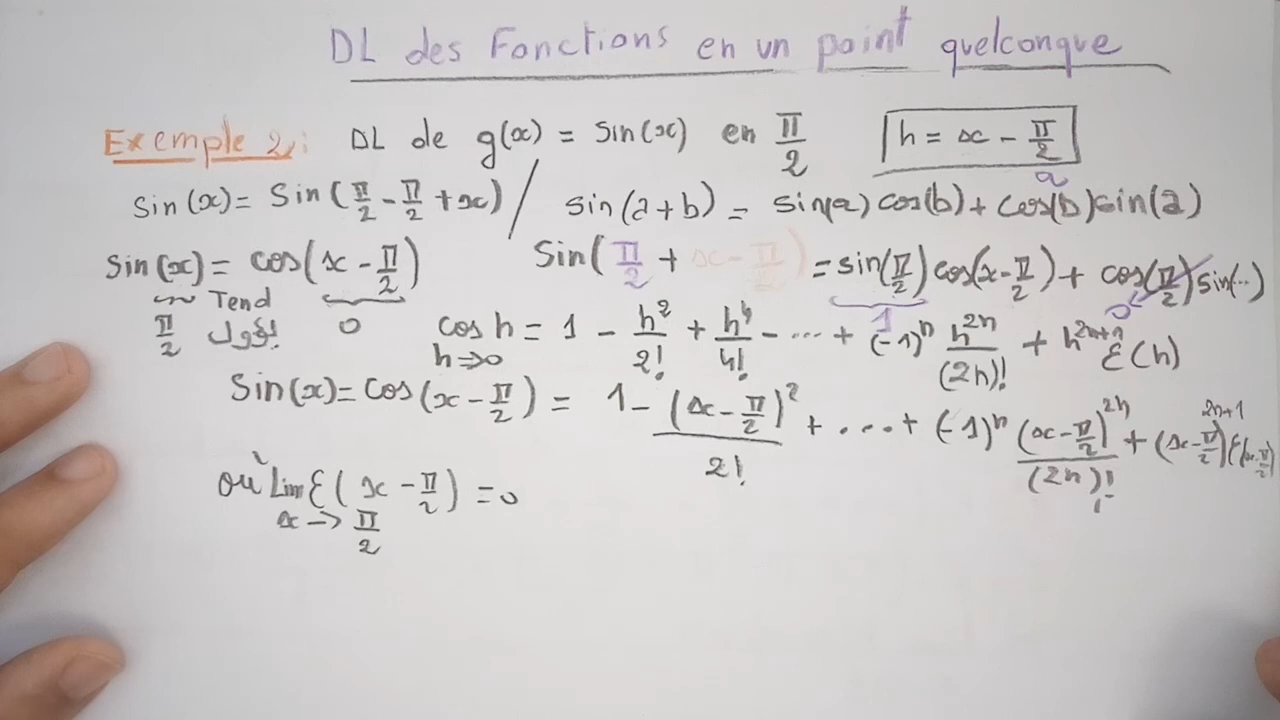 DL des Fonctions en un point quelconque
Exemple 2: DL de g(x) = Sin(x) en π/2 h = x - π/2
Sin(x) = Sin(π/2 - π/2 + x) / sin(a+b) = sin(a) cos(b) + cos(b) sin(a)
a
Sin(x) = cos(x - π/2) Sin(π/2 + x - π/2) = sin(π/2) cos(x - π/2) + cos(π/2) sin(...)
π/2 Tend يؤول 0 1 0
cos h = 1 - h²/2! + h⁴/4! - ... + (-1)ⁿ h²ⁿ/(2n)! + h²ⁿ⁺¹ ε(h)
h→0
Sin(x) = cos(x - π/2) = 1 - (x - π/2)²/2! + .... + (-1)ⁿ (x - π/2)²ⁿ/(2n)! + (x - π/2)²ⁿ⁺¹ ε(x - π/2)
où Lim ε(x - π/2) = 0
x → π/2